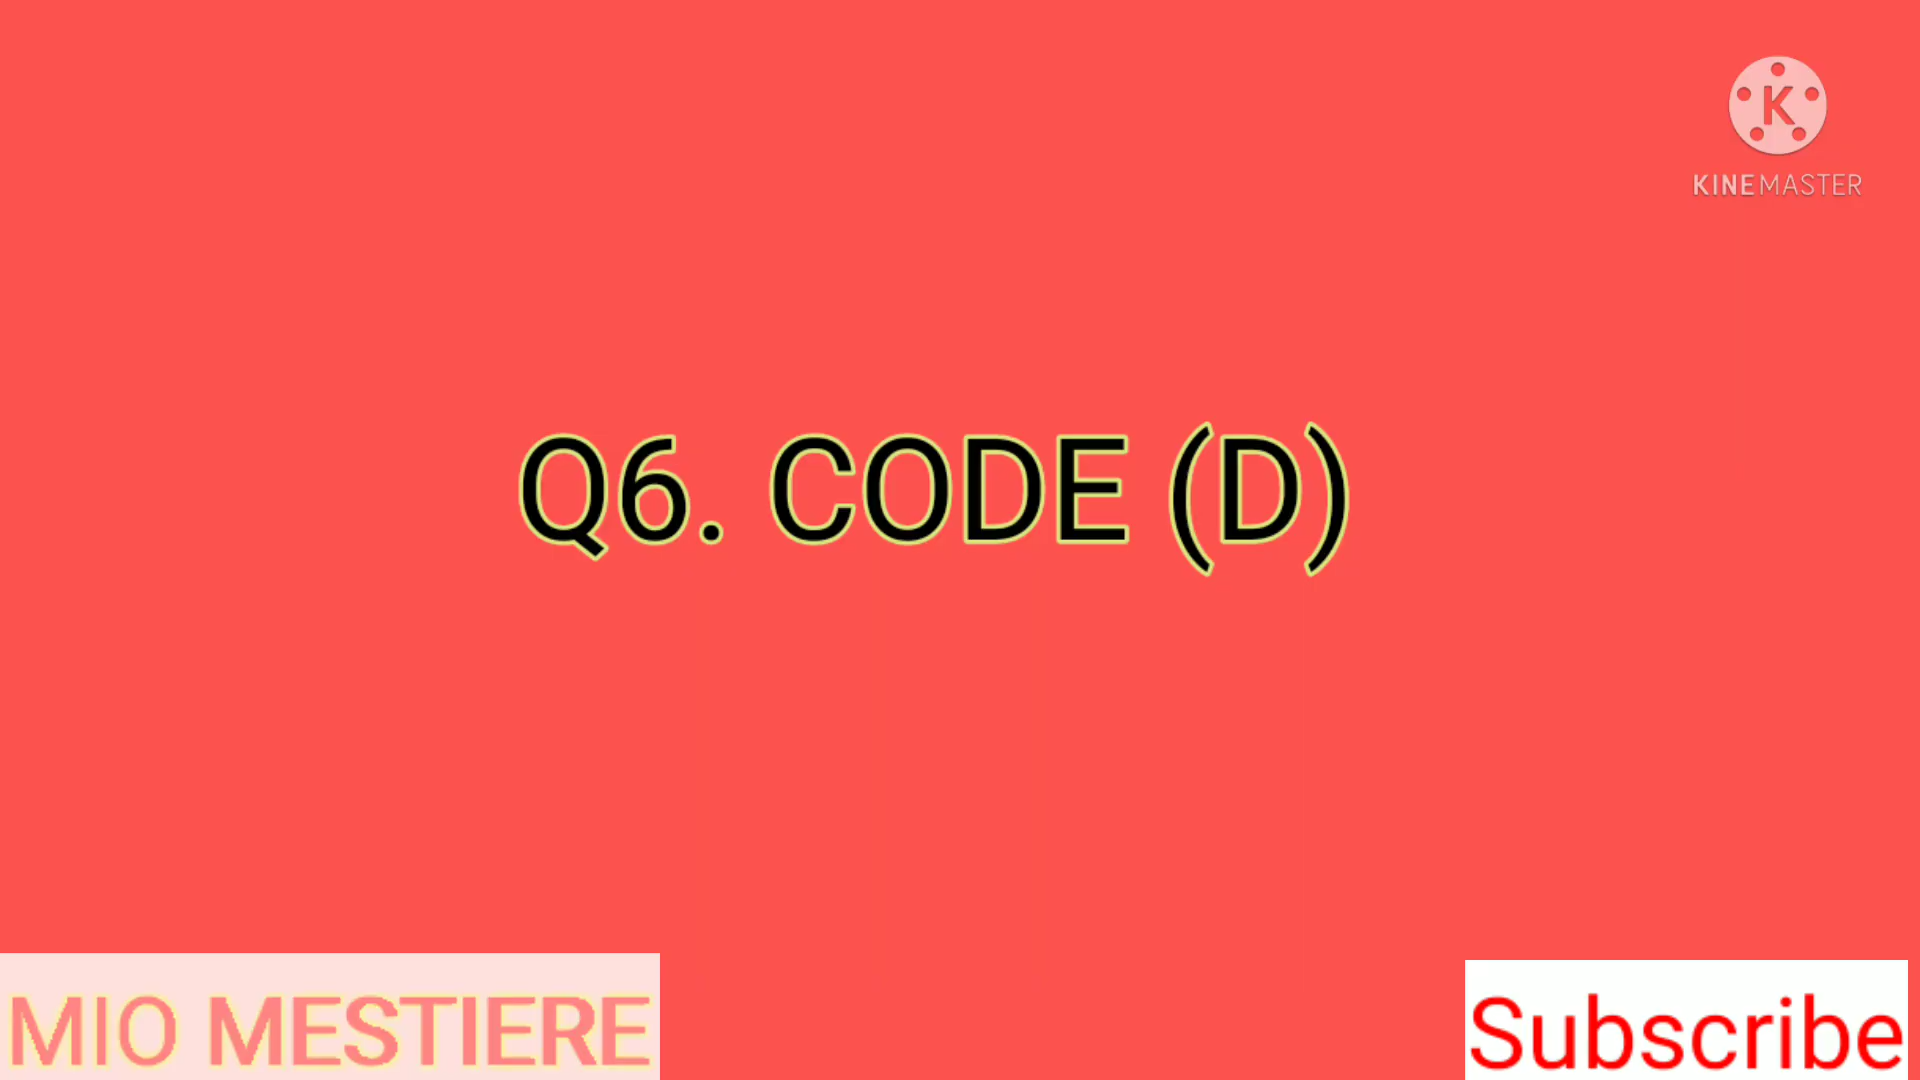 K
KINEMASTER
Q6. CODE (D)
MIO MESTIERE
Subscribe